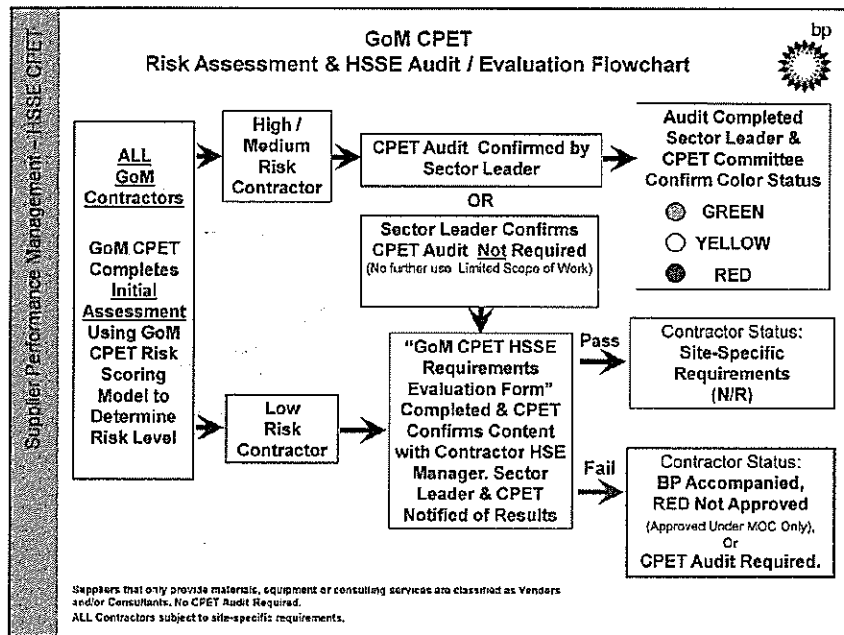 GoM CPET
Risk Assessment & HSSE Audit / Evaluation Flowchart
bp
Supplier Performance Management – HSSE CPET
ALL
GoM
Contractors
GoM CPET
Completes
Initial
Assessment
Using GoM
CPET Risk
Scoring
Model to
Determine
Risk Level
High /
Medium
Risk
Contractor
CPET Audit Confirmed by
Sector Leader
OR
Sector Leader Confirms
CPET Audit Not Required
(No further use Limited Scope of Work)
Audit Completed
Sector Leader &
CPET Committee
Confirm Color Status
GREEN
YELLOW
RED
Low
Risk
Contractor
"GoM CPET HSSE
Requirements
Evaluation Form"
Completed & CPET
Confirms Content
with Contractor HSE
Manager. Sector
Leader & CPET
Notified of Results
Pass
Contractor Status:
Site-Specific
Requirements
(N/R)
Fail
Contractor Status:
BP Accompanied,
RED Not Approved
(Approved Under MOC Only),
Or
CPET Audit Required.
Suppliers that only provide materials, equipment or consulting services are classified as Vendors
and/or Consultants. No CPET Audit Required.
ALL Contractors subject to site-specific requirements.